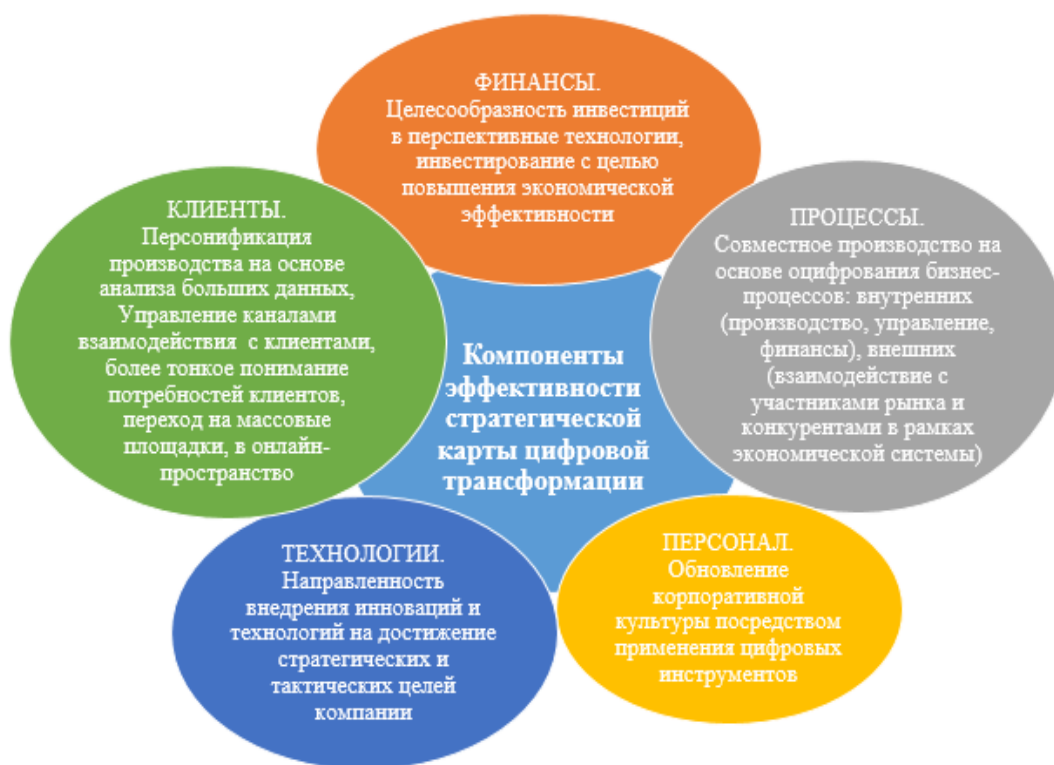 ФИНАНСЫ.
Целесообразность инвестиций
в перспективные технологии,
инвестирование с целью
повышения экономической
эффективности
КЛИЕНТЫ.
Персонификация
производства на основе
анализа больших данных,
Управление каналами
взаимодействия с клиентами,
более тонкое понимание
потребностей клиентов,
переход на массовые
площадки, в онлайн-
пространство
ПРОЦЕССЫ.
Совместное производство на
основе оцифрования бизнес-
процессов: внутренних
(производство, управление,
финансы), внешних
(взаимодействие с
участниками рынка и
конкурентами в рамках
экономической системы)
Компоненты
эффективности
стратегической
карты цифровой
трансформации
ТЕХНОЛОГИИ.
Направленность
внедрения инноваций и
технологий на достижение
стратегических и
тактических целей
компании
ПЕРСОНАЛ.
Обновление
корпоративной
культуры посредством
применения цифровых
инструментов